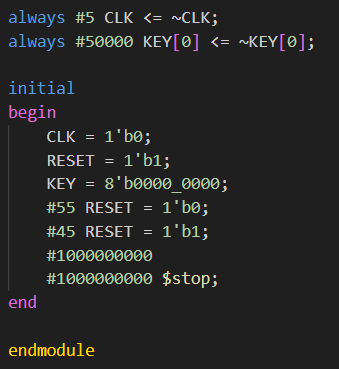 always #5 CLK <= ~CLK;
always #50000 KEY[0] <= ~KEY[0];
initial
begin
CLK = 1'b0;
RESET = 1'b1;
KEY = 8'b0000_0000;
#55 RESET = 1'b0;
#45 RESET = 1'b1;
#1000000000
#1000000000 $stop;
end
endmodule